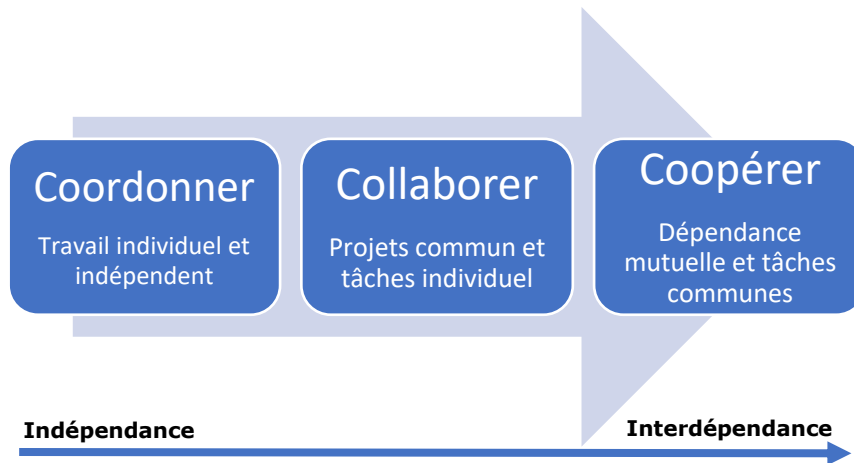 Coordonner
Travail individuel et
indépendent
Collaborer
Projets commun et
tâches individuel
Coopérer
Dépendance
mutuelle et tâches
communes
Indépendance
Interdépendance